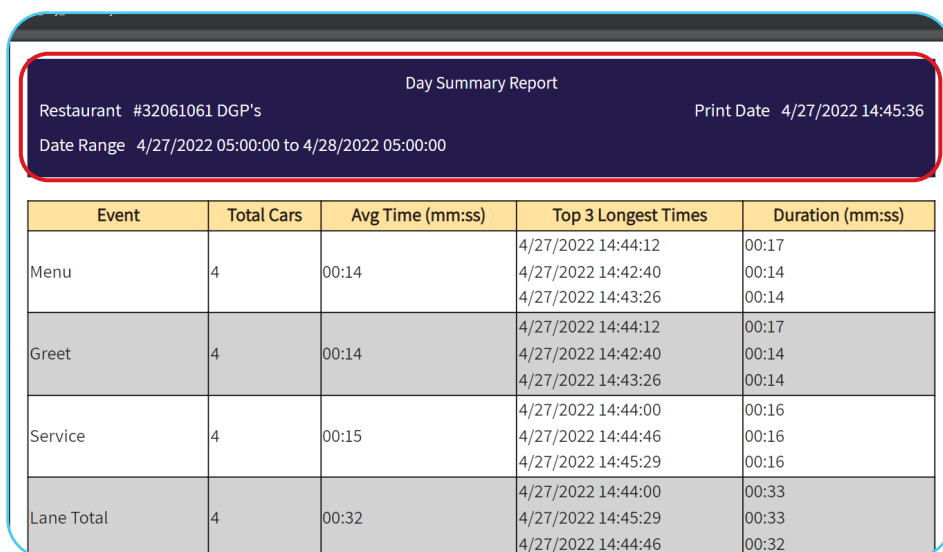 Day Summary Report
Restaurant #32061061 DGP's Print Date 4/27/2022 14:45:36
Date Range 4/27/2022 05:00:00 to 4/28/2022 05:00:00
Event Total Cars Avg Time (mm:ss) Top 3 Longest Times Duration (mm:ss)
4/27/2022 14:44:12 00:17
Menu 4 00:14 4/27/2022 14:42:40 00:14
4/27/2022 14:43:26 00:14
4/27/2022 14:44:12 00:17
Greet 4 00:14 4/27/2022 14:42:40 00:14
4/27/2022 14:43:26 00:14
4/27/2022 14:44:00 00:16
Service 4 00:15 4/27/2022 14:44:46 00:16
4/27/2022 14:45:29 00:16
4/27/2022 14:44:00 00:33
Lane Total 4 00:32 4/27/2022 14:45:29 00:33
4/27/2022 14:44:46 00:32